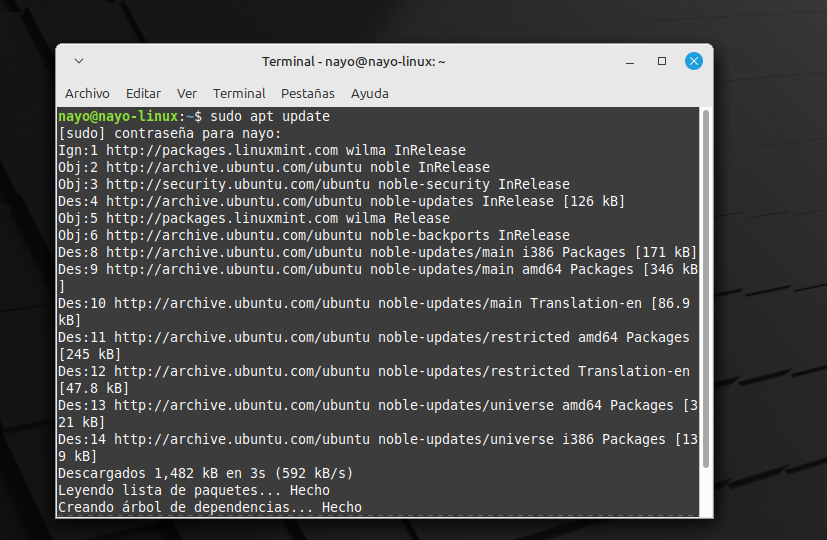 Terminal - nayo@nayo-linux: ~
Archivo Editar Ver Terminal Pestañas Ayuda
nayo@nayo-linux:~$ sudo apt update
[sudo] contraseña para nayo:
Ign:1 http://packages.linuxmint.com wilma InRelease
Obj:2 http://archive.ubuntu.com/ubuntu noble InRelease
Obj:3 http://security.ubuntu.com/ubuntu noble-security InRelease
Des:4 http://archive.ubuntu.com/ubuntu noble-updates InRelease [126 kB]
Obj:5 http://packages.linuxmint.com wilma Release
Obj:6 http://archive.ubuntu.com/ubuntu noble-backports InRelease
Des:8 http://archive.ubuntu.com/ubuntu noble-updates/main i386 Packages [171 kB]
Des:9 http://archive.ubuntu.com/ubuntu noble-updates/main amd64 Packages [346 kB
]
Des:10 http://archive.ubuntu.com/ubuntu noble-updates/main Translation-en [86.9
kB]
Des:11 http://archive.ubuntu.com/ubuntu noble-updates/restricted amd64 Packages
[245 kB]
Des:12 http://archive.ubuntu.com/ubuntu noble-updates/restricted Translation-en
[47.8 kB]
Des:13 http://archive.ubuntu.com/ubuntu noble-updates/universe amd64 Packages [3
21 kB]
Des:14 http://archive.ubuntu.com/ubuntu noble-updates/universe i386 Packages [13
9 kB]
Descargados 1,482 kB en 3s (592 kB/s)
Leyendo lista de paquetes... Hecho
Creando árbol de dependencias... Hecho